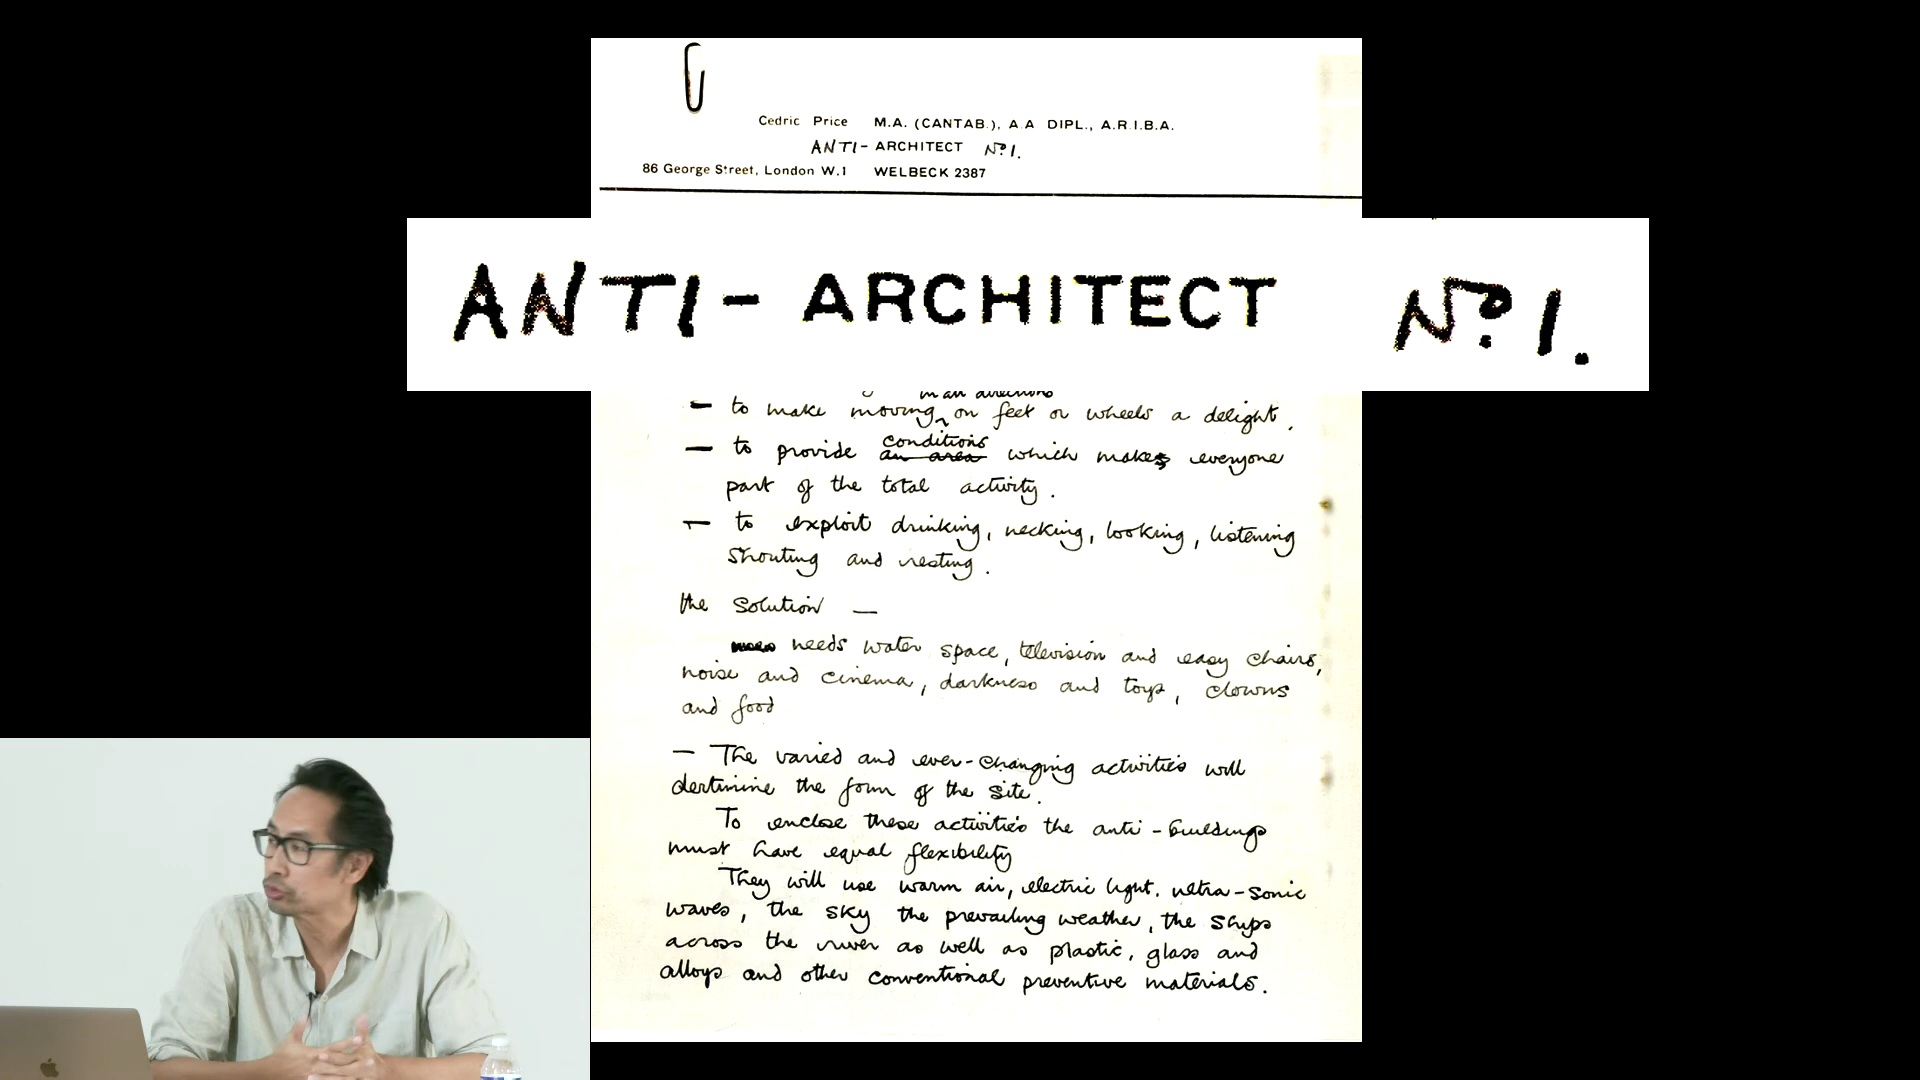 Cedric Price M.A. (CANTAB.), A.A DIPL., A.R.I.B.A.
ANTI- ARCHITECT No 1.
86 George Street, London W.1 WELBECK 2387
ANTI- ARCHITECT No 1.
in all directions
— to make moving on feet or wheels a delight.
conditions
— to provide an area which makes everyone
part of the total activity.
— to exploit drinking, necking, looking, listening
shouting and resting.
the solution —
needs water space, television and easy chairs,
noise and cinema, darkness and toys, clowns
and food
— The varied and ever-changing activities will
dertimine the form of the site.
To enclose these activities the anti-buildings
must have equal flexibility
They will use warm air, electric light. ultra-sonic
waves, the sky the prevailing weather, the ships
across the river as well as plastic, glass and
alloys and other conventional preventive materials.